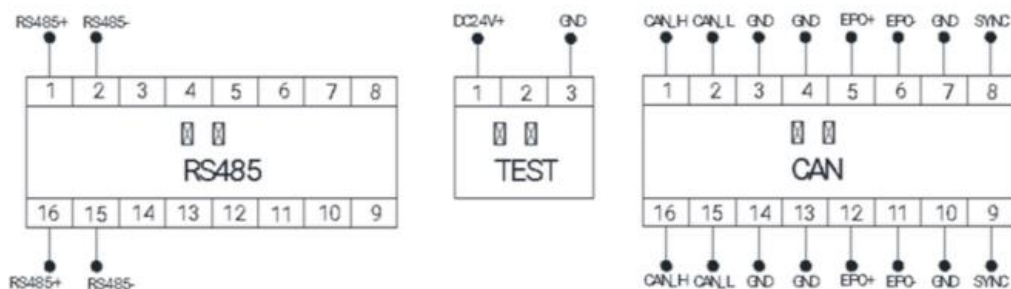 RS485+ RS485- DC24V+ GND CAN_H CAN_L GND GND EPO+ EPO- GND SYNC
1 2 3 4 5 6 7 8 1 2 3 1 2 3 4 5 6 7 8
RS485 TEST CAN
16 15 14 13 12 11 10 9 16 15 14 13 12 11 10 9
RS485+ RS485- CAN_H CAN_L GND GND EPO+ EPO- GND SYNC